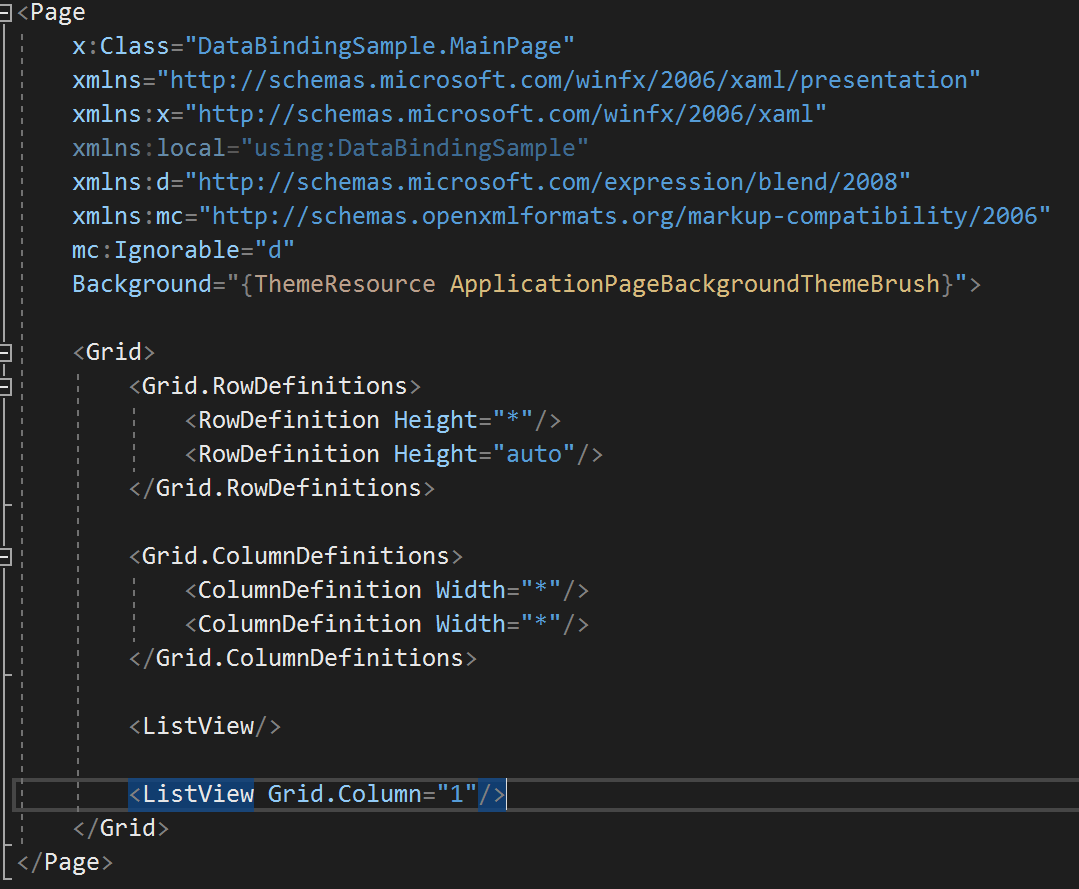 <Page
x:Class="DataBindingSample.MainPage"
xmlns="http://schemas.microsoft.com/winfx/2006/xaml/presentation"
xmlns:x="http://schemas.microsoft.com/winfx/2006/xaml"
xmlns:local="using:DataBindingSample"
xmlns:d="http://schemas.microsoft.com/expression/blend/2008"
xmlns:mc="http://schemas.openxmlformats.org/markup-compatibility/2006"
mc:Ignorable="d"
Background="{ThemeResource ApplicationPageBackgroundThemeBrush}">
<Grid>
<Grid.RowDefinitions>
<RowDefinition Height="*"/>
<RowDefinition Height="auto"/>
</Grid.RowDefinitions>
<Grid.ColumnDefinitions>
<ColumnDefinition Width="*"/>
<ColumnDefinition Width="*"/>
</Grid.ColumnDefinitions>
<ListView/>
<ListView Grid.Column="1"/>
</Grid>
</Page>